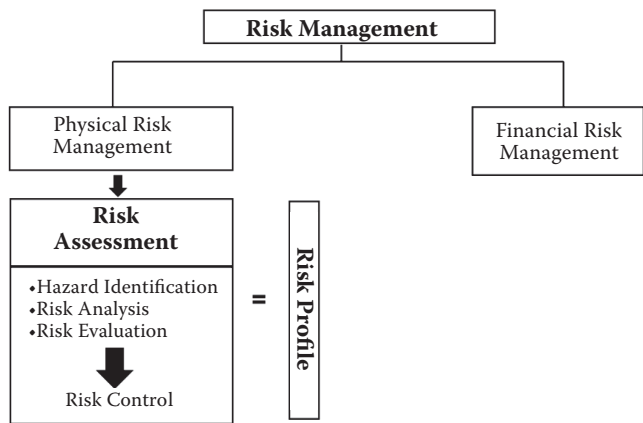 Risk Management
Physical Risk
Management
Financial Risk
Management
Risk
Assessment
•Hazard Identification
•Risk Analysis
•Risk Evaluation
Risk Control
=
Risk Profile